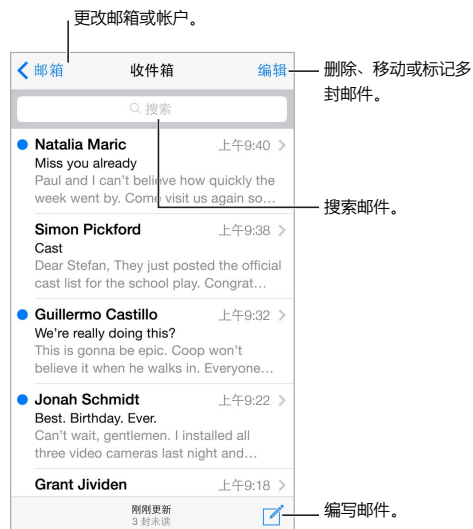 更改邮箱或帐户。
邮箱 收件箱 编辑
删除、移动或标记多
封邮件。
搜索
Natalia Maric 上午9:40
Miss you already
Paul and I can't believe how quickly the
week went by. Come visit us again so...
搜索邮件。
Simon Pickford 上午9:38
Cast
Dear Stefan, They just posted the official
cast list for the school play. Congrat...
Guillermo Castillo 上午9:32
We're really doing this?
This is gonna be epic. Coop won't
believe it when he walks in. Everyone...
Jonah Schmidt 上午9:22
Best. Birthday. Ever.
Can't wait, gentlemen. I installed all
three video cameras last night and...
Grant Jividen 上午9:18
刚刚更新
3 封未读
编写邮件。